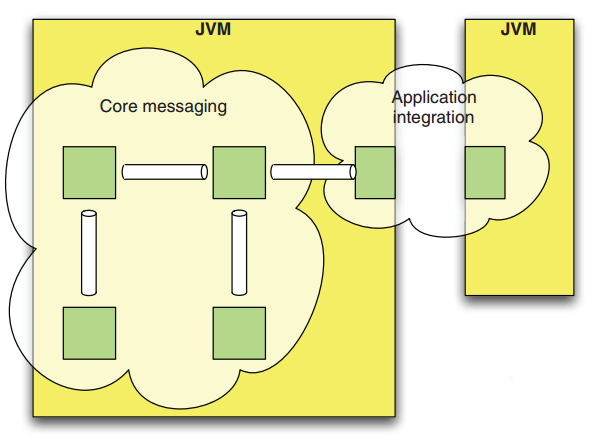 JVM
JVM
Core messaging
Application
integration